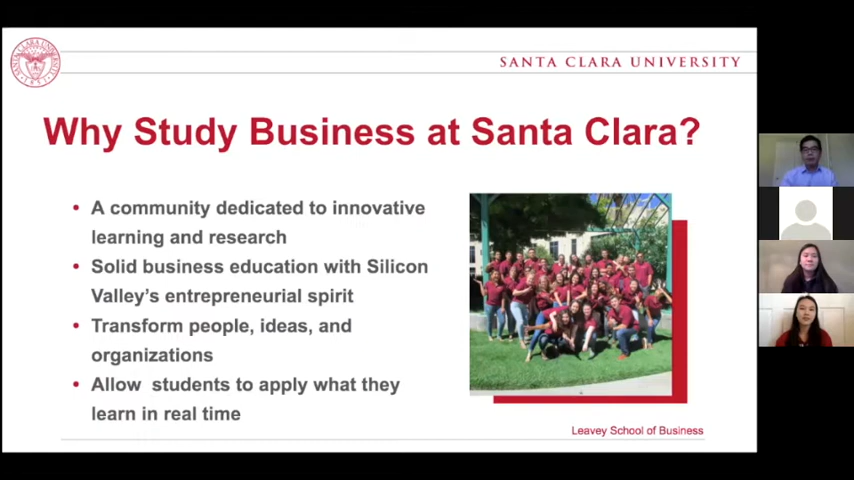 SANTA CLARA UNIVERSITY
Why Study Business at Santa Clara?
• A community dedicated to innovative
learning and research
• Solid business education with Silicon
Valley's entrepreneurial spirit
• Transform people, ideas, and
organizations
• Allow students to apply what they
learn in real time
Leavey School of Business